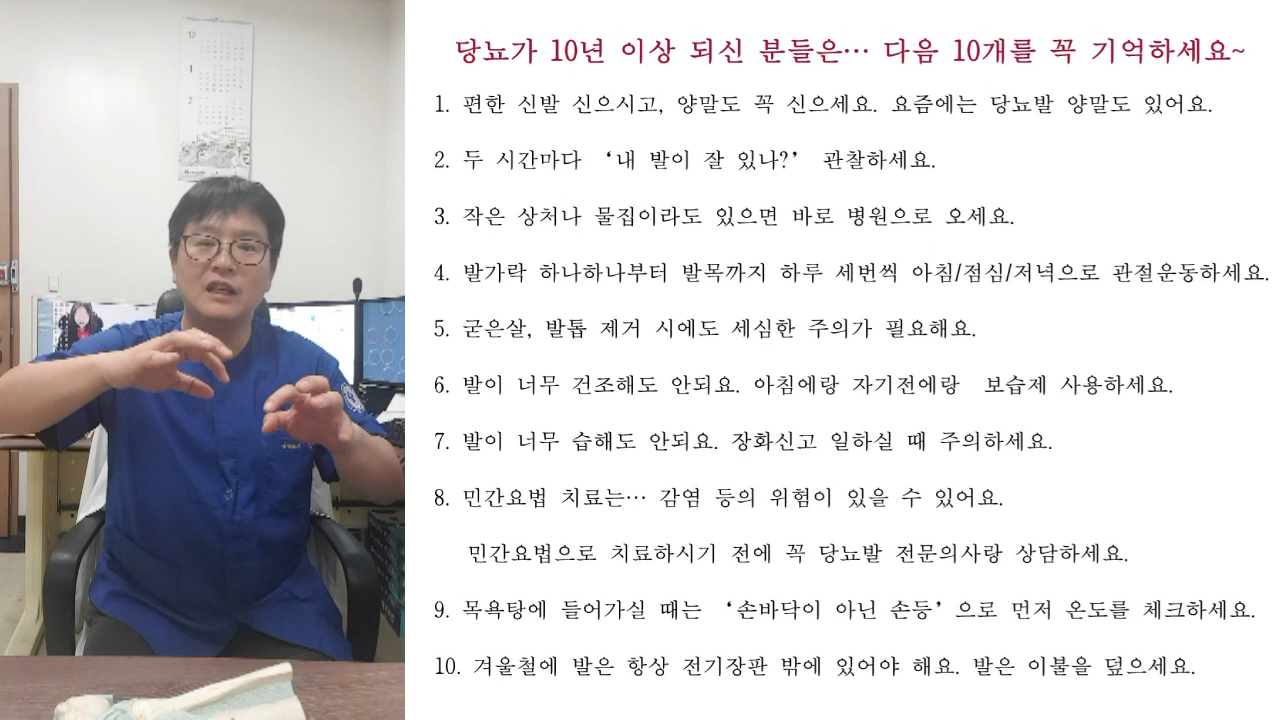 당뇨가 10년 이상 되신 분들은… 다음 10개를 꼭 기억하세요~
1. 편한 신발 신으시고, 양말도 꼭 신으세요. 요즘에는 당뇨발 양말도 있어요.
2. 두 시간마다 ‘내 발이 잘 있나?’ 관찰하세요.
3. 작은 상처나 물집이라도 있으면 바로 병원으로 오세요.
4. 발가락 하나하나부터 발목까지 하루 세번씩 아침/점심/저녁으로 관절운동하세요.
5. 굳은살, 발톱 제거 시에도 세심한 주의가 필요해요.
6. 발이 너무 건조해도 안되요. 아침에랑 자기전에랑 보습제 사용하세요.
7. 발이 너무 습해도 안되요. 장화신고 일하실 때 주의하세요.
8. 민간요법 치료는… 감염 등의 위험이 있을 수 있어요.
민간요법으로 치료하시기 전에 꼭 당뇨발 전문의사랑 상담하세요.
9. 목욕탕에 들어가실 때는 ‘손바닥이 아닌 손등’으로 먼저 온도를 체크하세요.
10. 겨울철에 발은 항상 전기장판 밖에 있어야 해요. 발은 이불을 덮으세요.
12
1
2